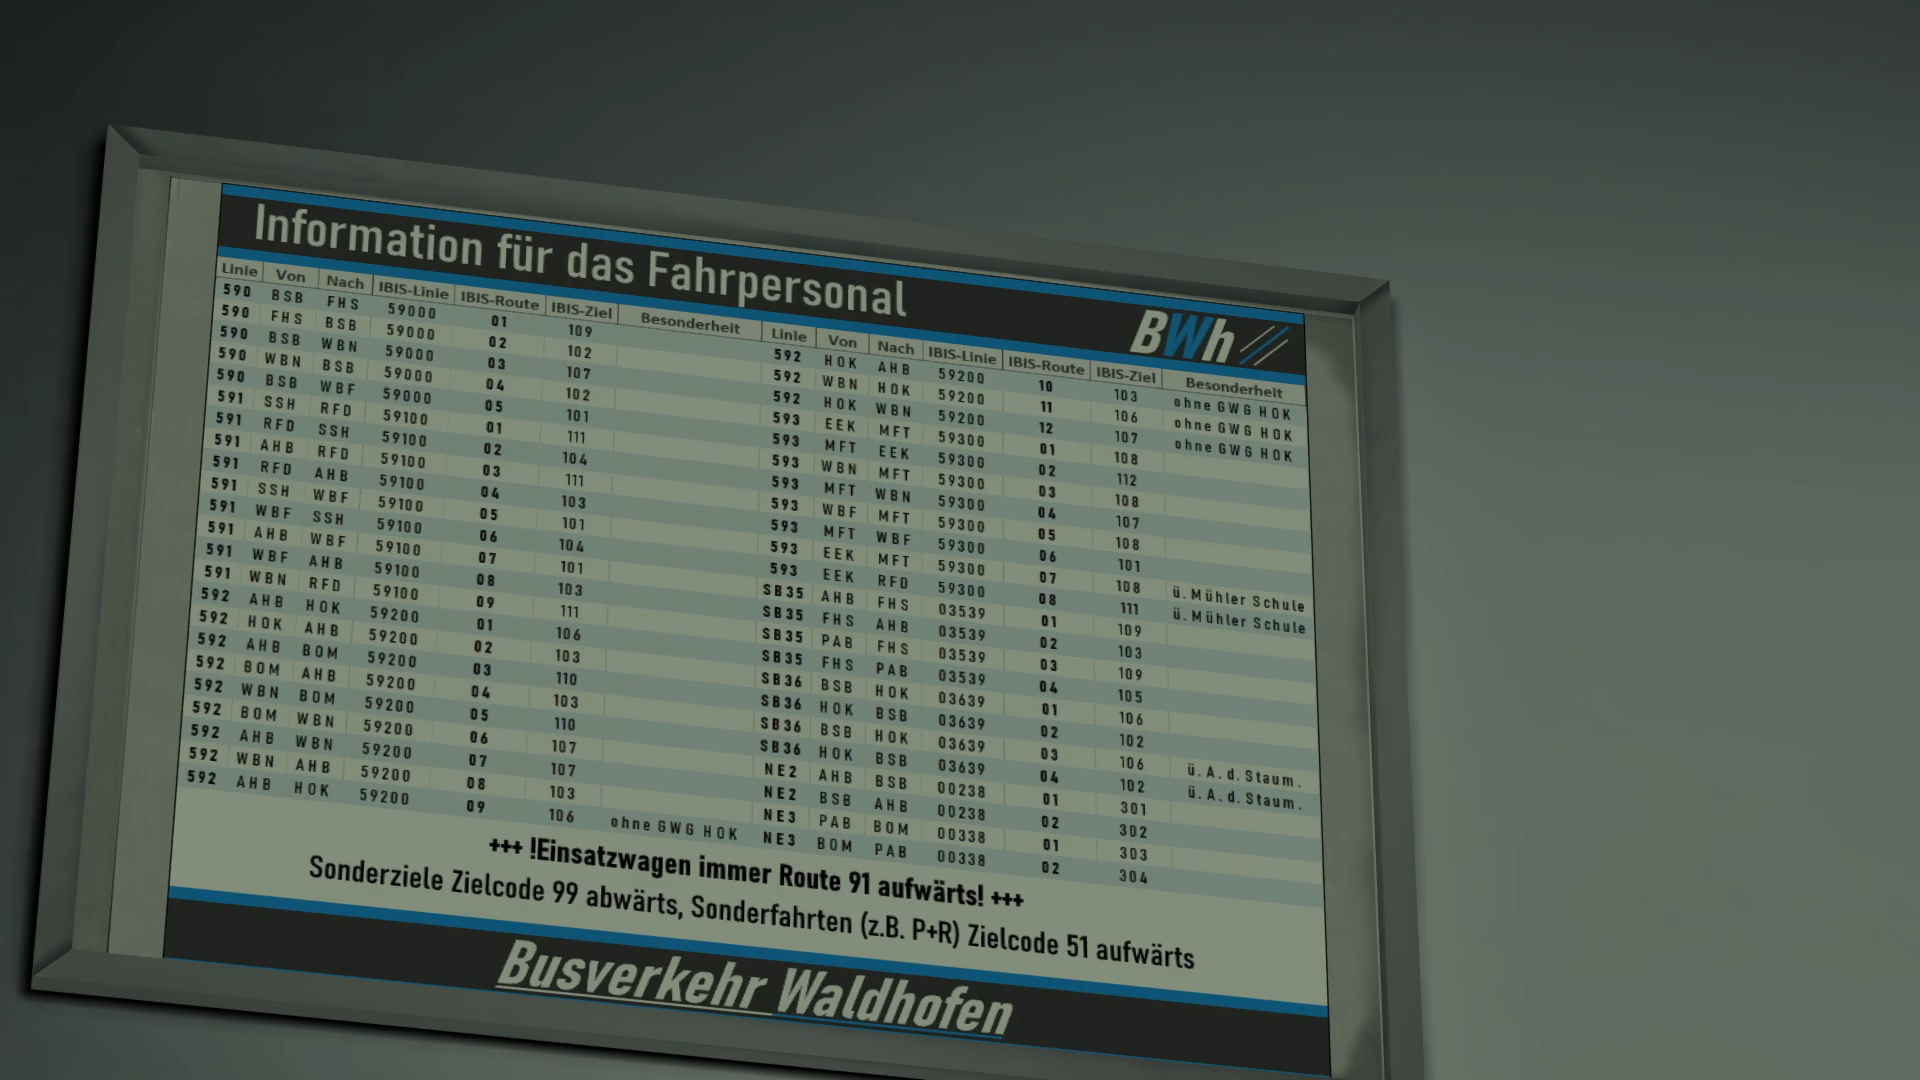 Information für das Fahrpersonal
BWh
Linie Von Nach IBIS-Linie IBIS-Route IBIS-Ziel Besonderheit Linie Von Nach IBIS-Linie IBIS-Route IBIS-Ziel Besonderheit
590 BSB FHS 59000 01 109 592 HOK AHB 59200 10 103 ohne GWG HOK
590 FHS BSB 59000 02 102 592 WBN HOK 59200 11 106 ohne GWG HOK
590 BSB WBN 59000 03 107 592 HOK WBN 59200 12 107 ohne GWG HOK
590 WBN BSB 59000 04 102 593 EEK MFT 59300 01 108
590 BSB WBF 59000 05 101 593 MFT EEK 59300 02 112
591 SSH RFD 59100 01 111 593 WBN MFT 59300 03 108
591 RFD SSH 59100 02 104 593 MFT WBN 59300 04 107
591 AHB RFD 59100 03 111 593 WBF MFT 59300 05 108
591 RFD AHB 59100 04 103 593 MFT WBF 59300 06 101
591 SSH WBF 59100 05 101 593 EEK MFT 59300 07 108 ü. Mühler Schule
591 WBF SSH 59100 06 104 593 EEK RFD 59300 08 111 ü. Mühler Schule
591 AHB WBF 59100 07 101 SB35 AHB FHS 03539 01 109
591 WBF AHB 59100 08 103 SB35 FHS AHB 03539 02 103
591 WBN RFD 59100 09 111 SB35 PAB FHS 03539 03 109
592 AHB HOK 59200 01 106 SB35 FHS PAB 03539 04 105
592 HOK AHB 59200 02 103 SB36 BSB HOK 03639 01 106
592 AHB BOM 59200 03 110 SB36 HOK BSB 03639 02 102
592 BOM AHB 59200 04 103 SB36 BSB HOK 03639 03 106 ü. A. d. Staum.
592 WBN BOM 59200 05 110 SB36 HOK BSB 03639 04 102 ü. A. d. Staum.
592 BOM WBN 59200 06 107 NE2 AHB BSB 00238 01 301
592 AHB WBN 59200 07 107 NE2 BSB AHB 00238 02 302
592 WBN AHB 59200 08 103 NE3 PAB BOM 00338 01 303
592 AHB HOK 59200 09 106 ohne GWG HOK NE3 BOM PAB 00338 02 304
+++ !Einsatzwagen immer Route 91 aufwärts! +++
Sonderziele Zielcode 99 abwärts, Sonderfahrten (z.B. P+R) Zielcode 51 aufwärts
Busverkehr Waldhofen